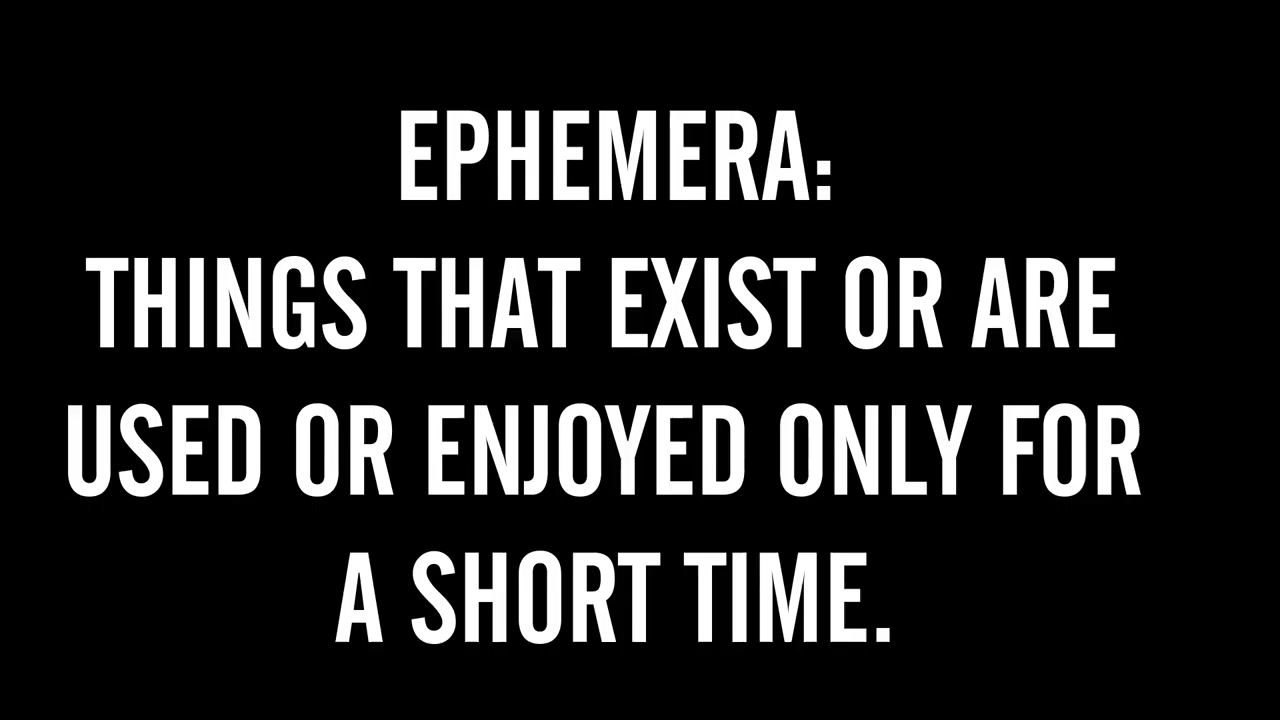 EPHEMERA:
THINGS THAT EXIST OR ARE
USED OR ENJOYED ONLY FOR
A SHORT TIME.